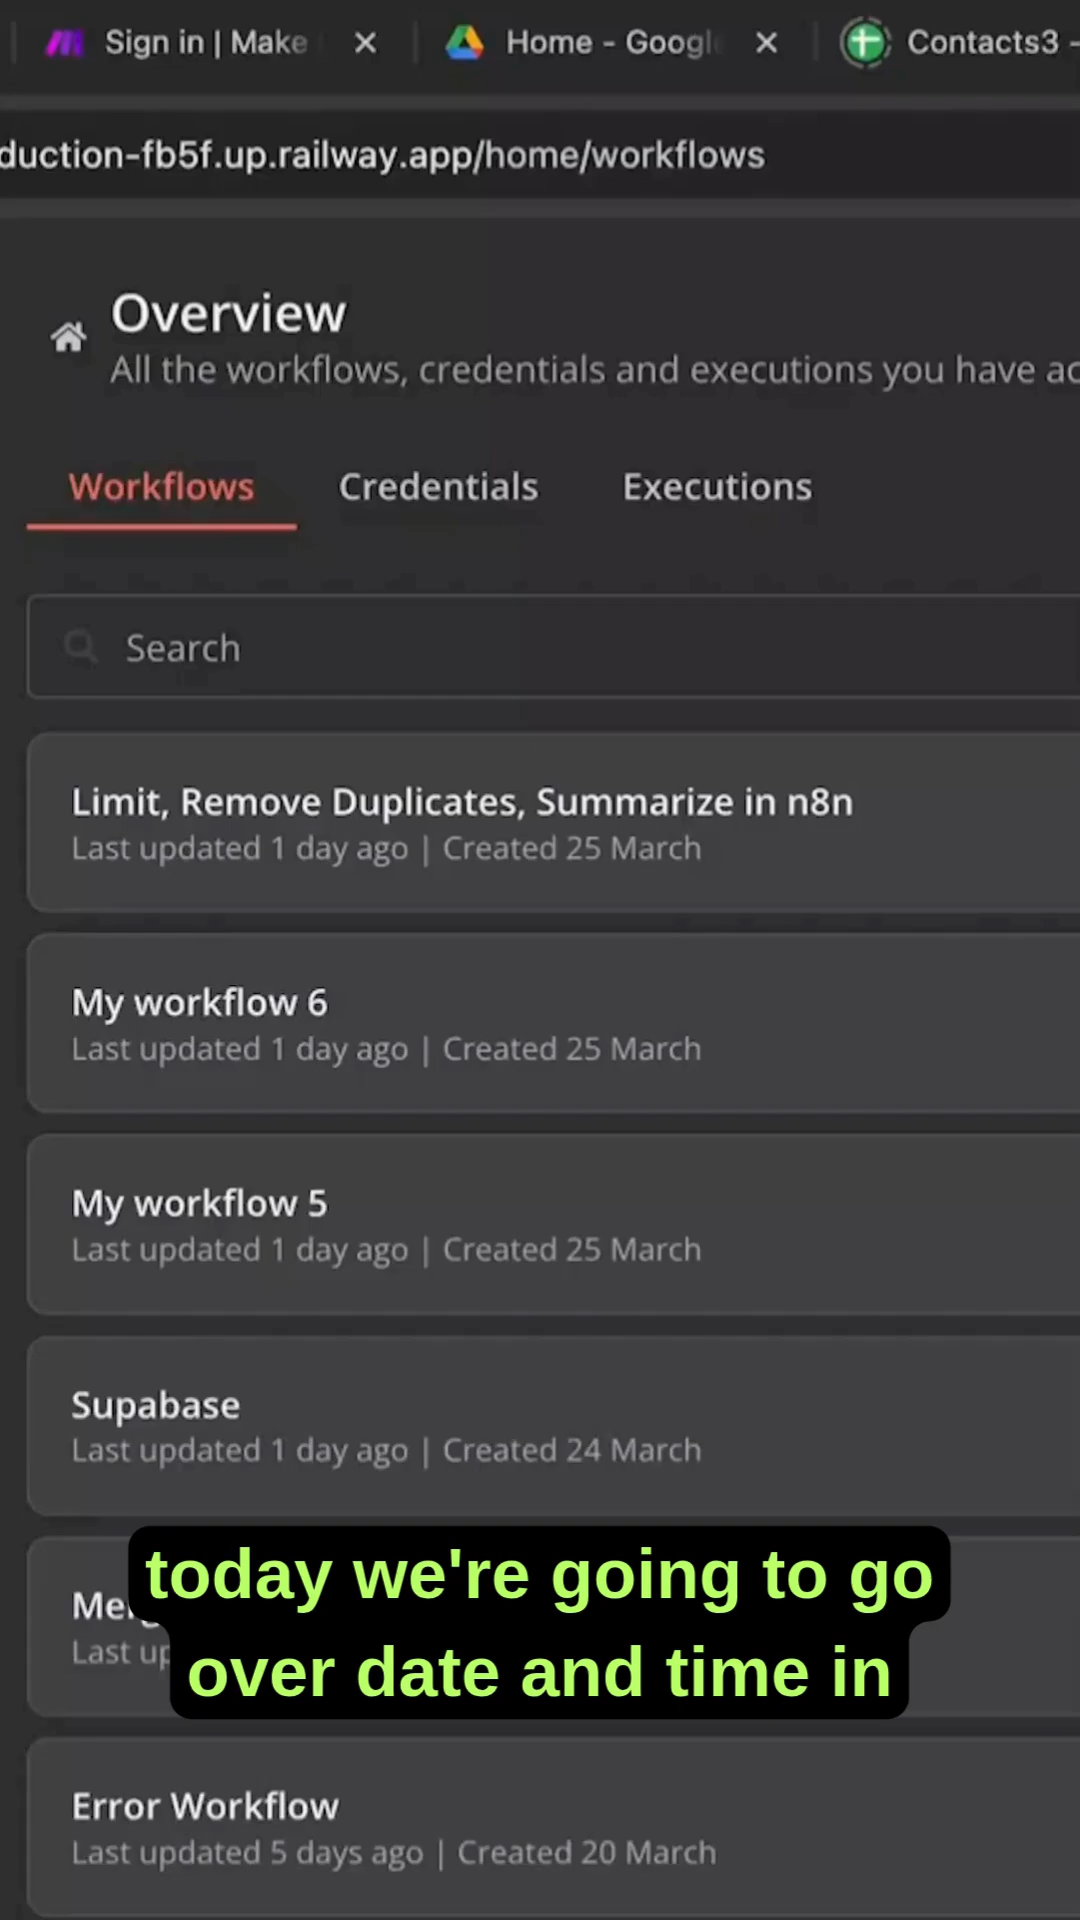 Sign in | Make
Home - Googl
Contacts3 -
duction-fb5f.up.railway.app/home/workflows
Overview
All the workflows, credentials and executions you have ac
Workflows
Credentials
Executions
Search
Limit, Remove Duplicates, Summarize in n8n
Last updated 1 day ago | Created 25 March
My workflow 6
Last updated 1 day ago | Created 25 March
My workflow 5
Last updated 1 day ago | Created 25 March
Supabase
Last updated 1 day ago | Created 24 March
today we're going to go
over date and time in
Last up
Error Workflow
Last updated 5 days ago | Created 20 March